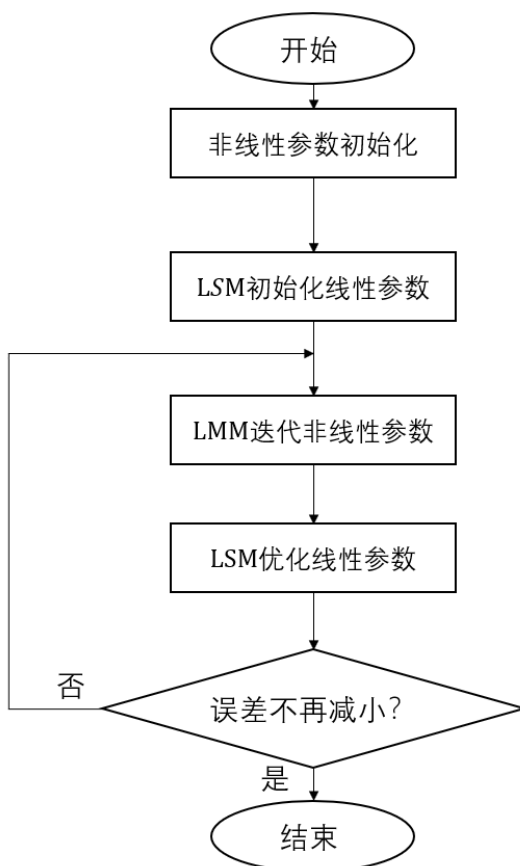 开始
非线性参数初始化
LSM初始化线性参数
LMM迭代非线性参数
LSM优化线性参数
误差不再减小?
否
是
结束